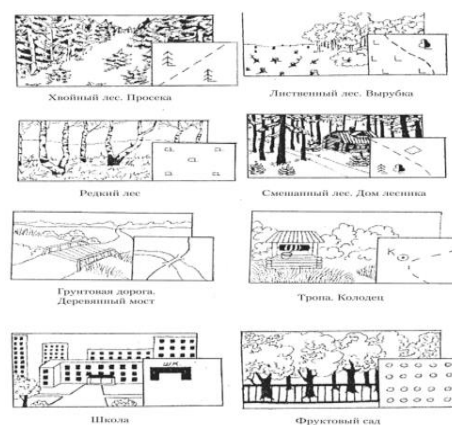 Хвойный лес. Просека
Лиственный лес. Вырубка
Редкий лес
Смешанный лес. Дом лесника
К
Грунтовая дорога.
Деревянный мост
Тропа. Колодец
шк
Школа
Фруктовый сад